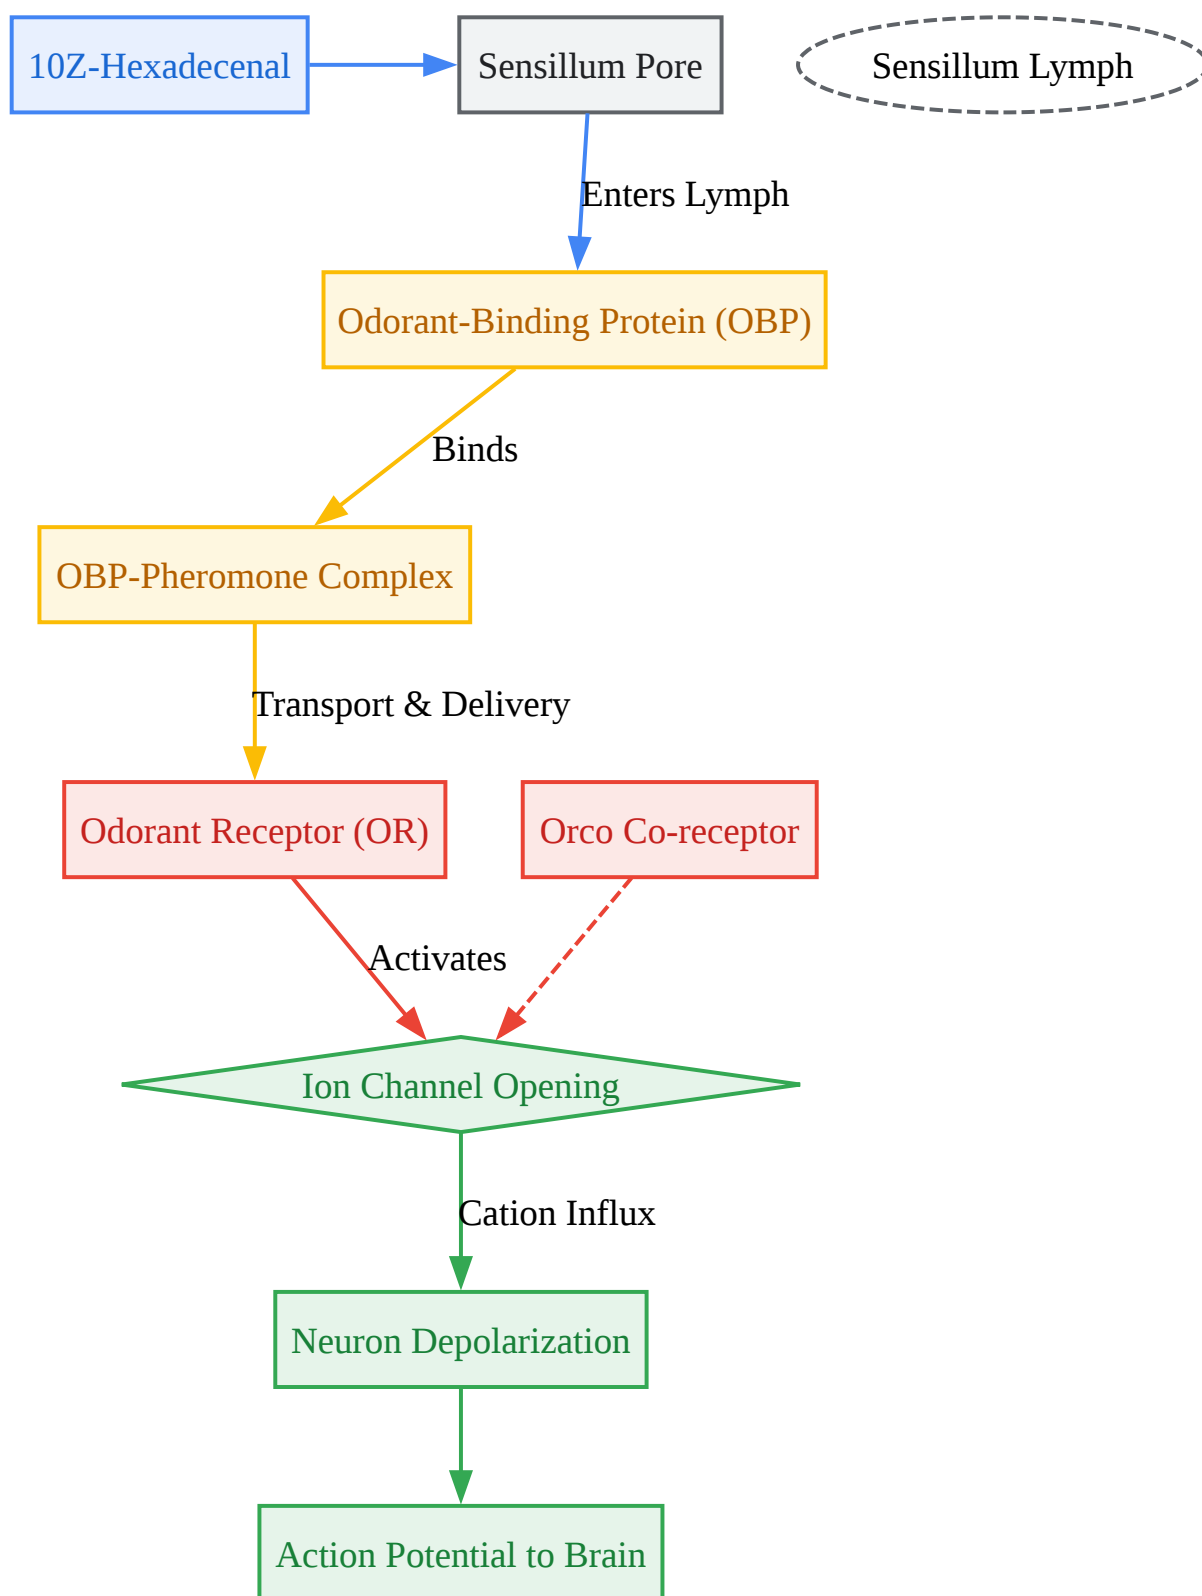 10Z-Hexadecenal
Sensillum Pore
Sensillum Lymph
Enters Lymph
Odorant-Binding Protein (OBP)
Binds
OBP-Pheromone Complex
Transport & Delivery
Odorant Receptor (OR)
Orco Co-receptor
Activates
Ion Channel Opening
Cation Influx
Neuron Depolarization
Action Potential to Brain